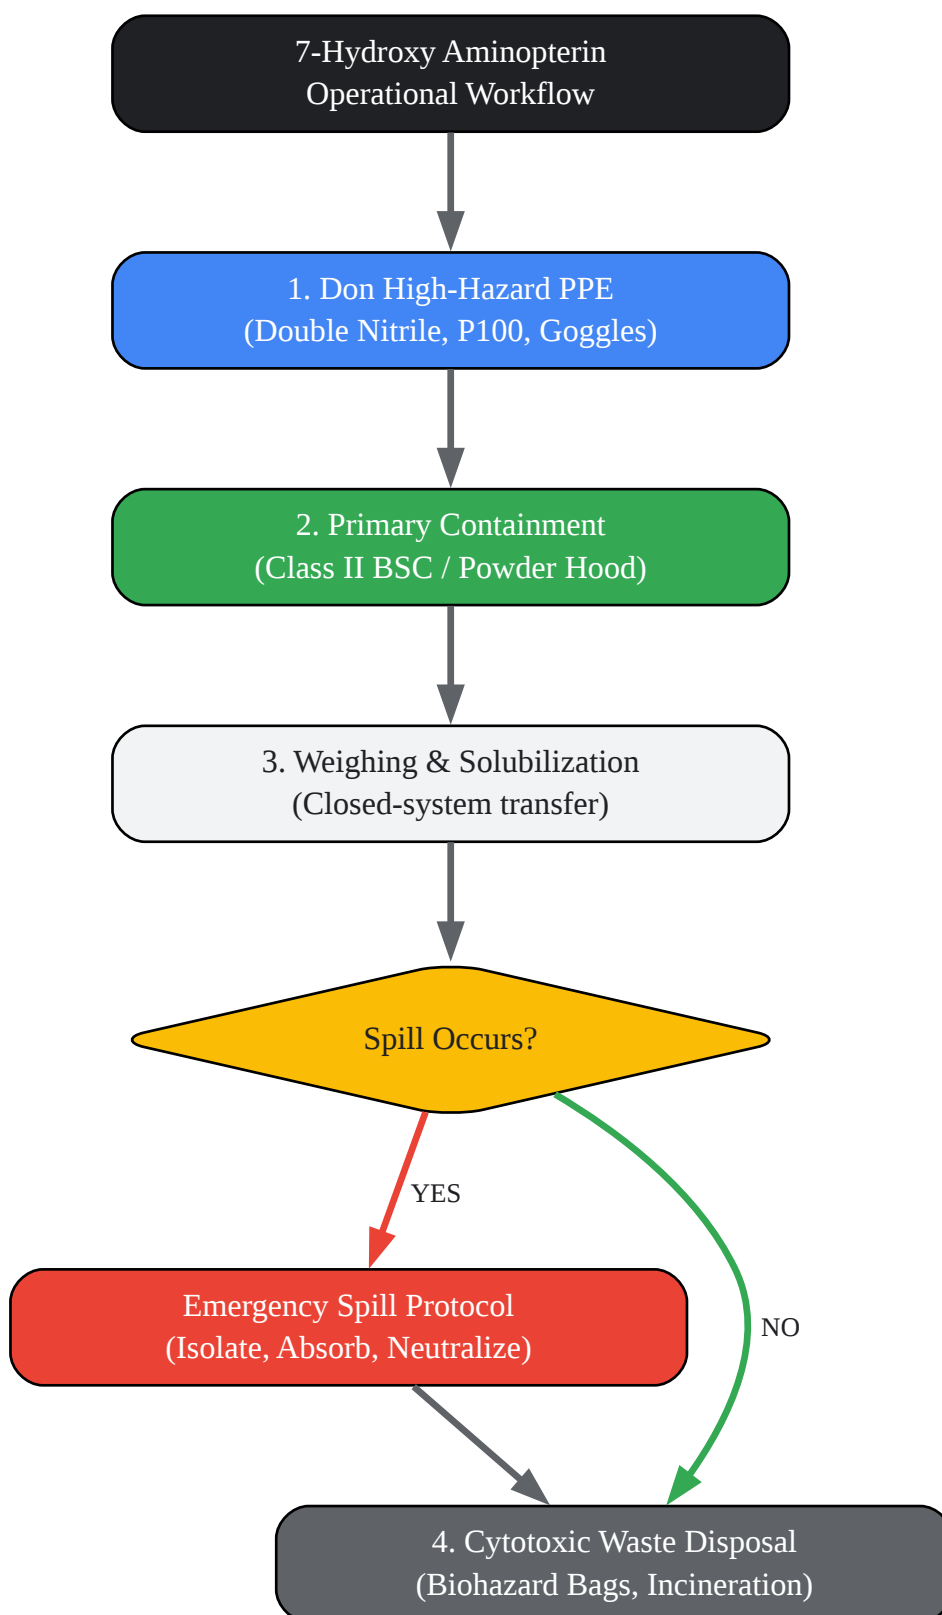 7-Hydroxy Aminopterin
Operational Workflow
1. Don High-Hazard PPE
(Double Nitrile, P100, Goggles)
2. Primary Containment
(Class II BSC / Powder Hood)
3. Weighing & Solubilization
(Closed-system transfer)
Spill Occurs?
YES
Emergency Spill Protocol
(Isolate, Absorb, Neutralize)
NO
4. Cytotoxic Waste Disposal
(Biohazard Bags, Incineration)